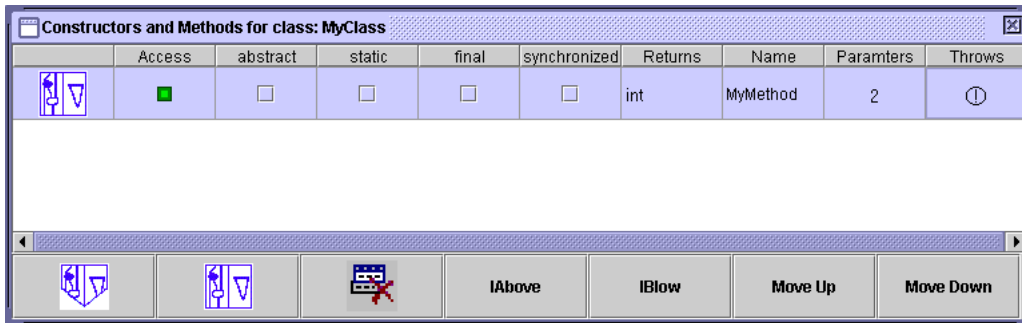 Constructors and Methods for class: MyClass
Access abstract static final synchronized Returns Name Paramters Throws
int MyMethod 2
IAbove IBlow Move Up Move Down